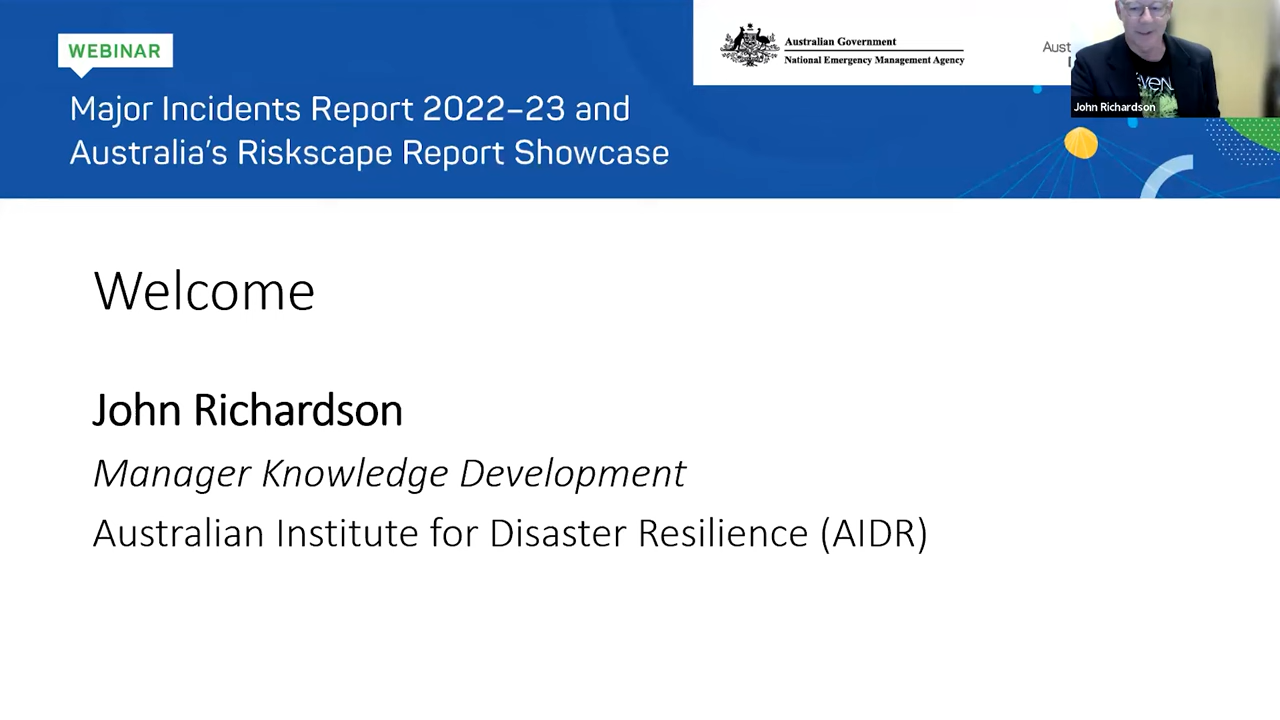 WEBINAR
Major Incidents Report 2022–23 and
Australia's Riskscape Report Showcase
Australian Government
National Emergency Management Agency
John Richardson
Welcome
John Richardson
Manager Knowledge Development
Australian Institute for Disaster Resilience (AIDR)